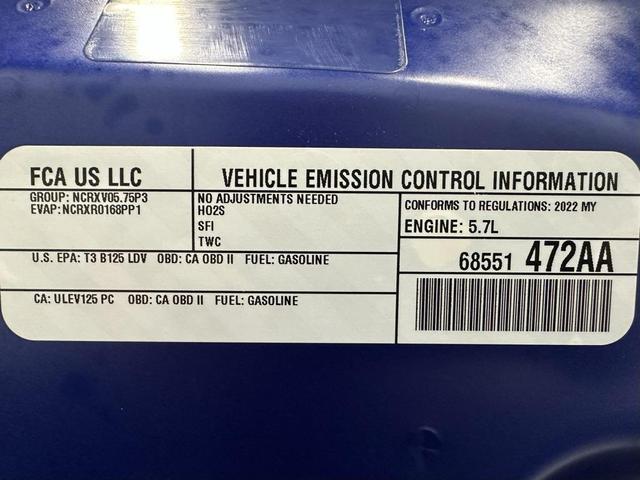 FCA US LLC
GROUP: NCRXV05.75P3
EVAP: NCRXR0168PP1
VEHICLE EMISSION CONTROL INFORMATION
NO ADJUSTMENTS NEEDED
HO2S
SFI
TWC
CONFORMS TO REGULATIONS: 2022 MY
ENGINE: 5.7L
U.S. EPA: T3 B125 LDV OBD: CA OBD II FUEL: GASOLINE
68551 472AA
CA: ULEV125 PC OBD: CA OBD II FUEL: GASOLINE